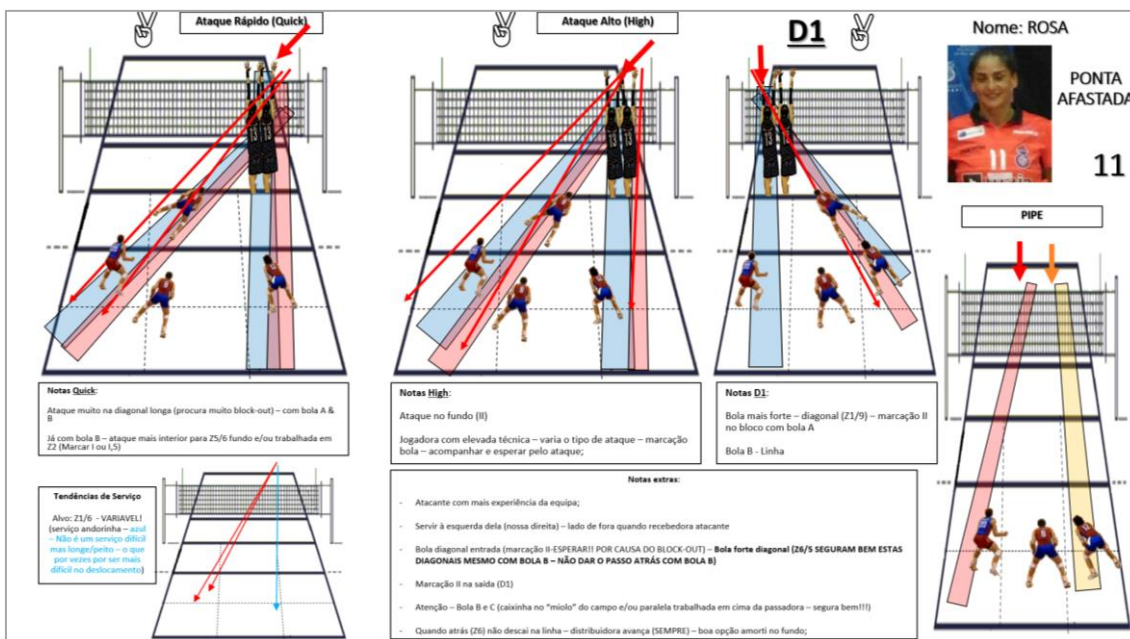 Ataque Rápido (Quick)
Ataque Alto (High)
D1
Nome: ROSA
PONTA
AFASTADA
11
11
PIPE
Notas Quick:
Ataque muito na diagonal longa (procura muito block-out) – com bola A &
B
Já com bola B – ataque mais interior para Z5/6 fundo e/ou trabalhada em
Z2 (Marcar I ou I,5)
Notas High:
Ataque no fundo (II)
Jogadora com elevada técnica – varia o tipo de ataque – marcação
bola – acompanhar e esperar pelo ataque;
Notas D1:
Bola mais forte – diagonal (Z1/9) – marcação II
no bloco com bola A
Bola B - Linha
Tendências de Serviço
Alvo: Z1/6 - VARIAVEL!
(serviço andorinha – azul
– Não é um serviço difícil
mas longe/peito – o que
por vezes por ser mais
difícil no deslocamento)
Notas extras:
- Atacante com mais experiência da equipa;
- Servir à esquerda dela (nossa direita) – lado de fora quando recebedora atacante
- Bola diagonal entrada (marcação II-ESPERAR!! POR CAUSA DO BLOCK-OUT) – Bola forte diagonal (Z6/5 SEGURAM BEM ESTAS
DIAGONAIS MESMO COM BOLA B – NÃO DAR O PASSO ATRÁS COM BOLA B)
- Marcação II na saída (D1)
- Atenção – Bola B e C (caixinha no "miolo" do campo e/ou paralela trabalhada em cima da passadora – segura bem!!!)
- Quando atrás (Z6) não descai na linha – distribuidora avança (SEMPRE) – boa opção amorti no fundo;